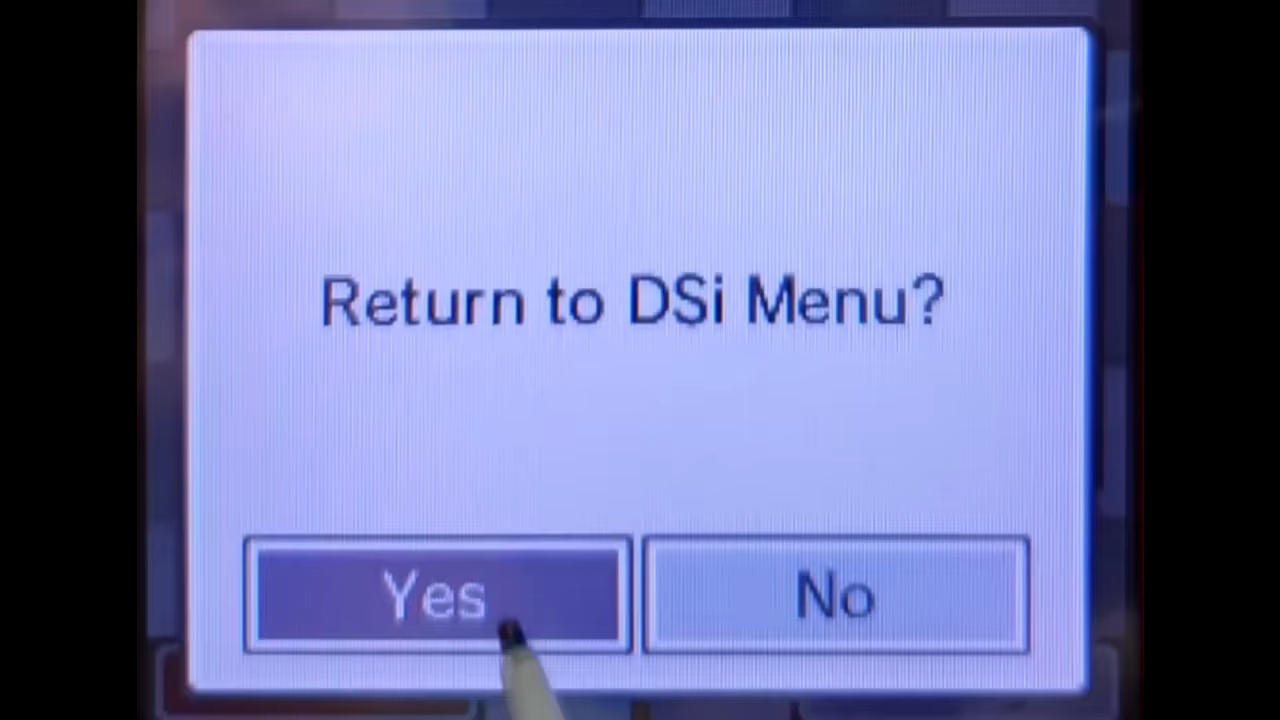 Return to DSi Menu?
Yes
No